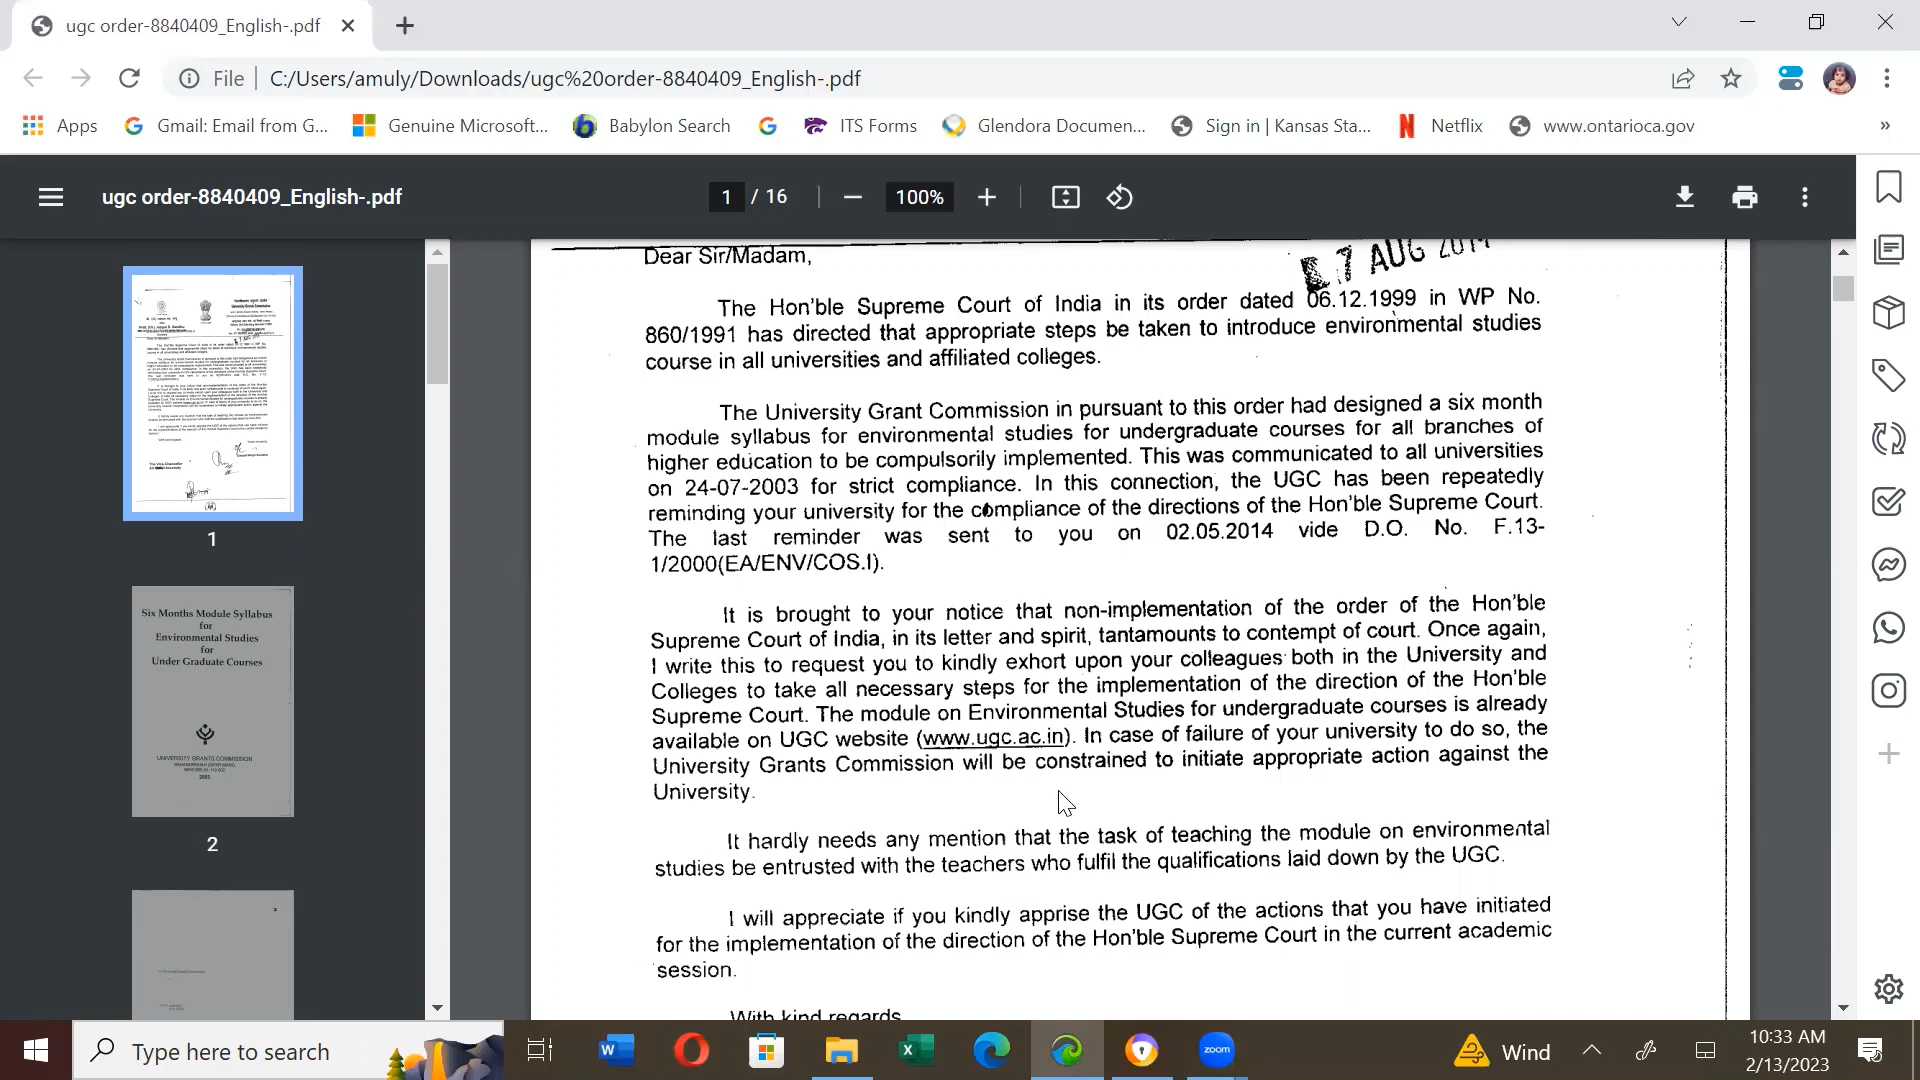 ugc order-8840409_English-.pdf
File
C:/Users/amuly/Downloads/ugc%20order-8840409_English-.pdf
Apps
Gmail: Email from G...
Genuine Microsoft...
Babylon Search
ITS Forms
Glendora Documen...
Sign in | Kansas Sta...
Netflix
www.ontarioca.gov
»
ugc order-8840409_English-.pdf
1 / 16
100%
1
Six Months Module Syllabus
for
Environmental Studies
for
Under Graduate Courses
UNIVERSITY GRANTS COMMISSION
2003
2
Dear Sir/Madam,
7 AUG
The Hon'ble Supreme Court of India in its order dated 06.12.1999 in WP No.
860/1991 has directed that appropriate steps be taken to introduce environmental studies
course in all universities and affiliated colleges.
The University Grant Commission in pursuant to this order had designed a six month
module syllabus for environmental studies for undergraduate courses for all branches of
higher education to be compulsorily implemented. This was communicated to all universities
on 24-07-2003 for strict compliance. In this connection, the UGC has been repeatedly
reminding your university for the compliance of the directions of the Hon'ble Supreme Court.
The last reminder was sent to you on 02.05.2014 vide D.O. No. F.13-
1/2000(EA/ENV/COS.I).
It is brought to your notice that non-implementation of the order of the Hon'ble
Supreme Court of India, in its letter and spirit, tantamounts to contempt of court. Once again,
I write this to request you to kindly exhort upon your colleagues both in the University and
Colleges to take all necessary steps for the implementation of the direction of the Hon'ble
Supreme Court. The module on Environmental Studies for undergraduate courses is already
available on UGC website (www.ugc.ac.in). In case of failure of your university to do so, the
University Grants Commission will be constrained to initiate appropriate action against the
University.
It hardly needs any mention that the task of teaching the module on environmental
studies be entrusted with the teachers who fulfil the qualifications laid down by the UGC.
I will appreciate if you kindly apprise the UGC of the actions that you have initiated
for the implementation of the direction of the Hon'ble Supreme Court in the current academic
session.
With kind regards
Type here to search
zoom
Wind
10:33 AM
2/13/2023